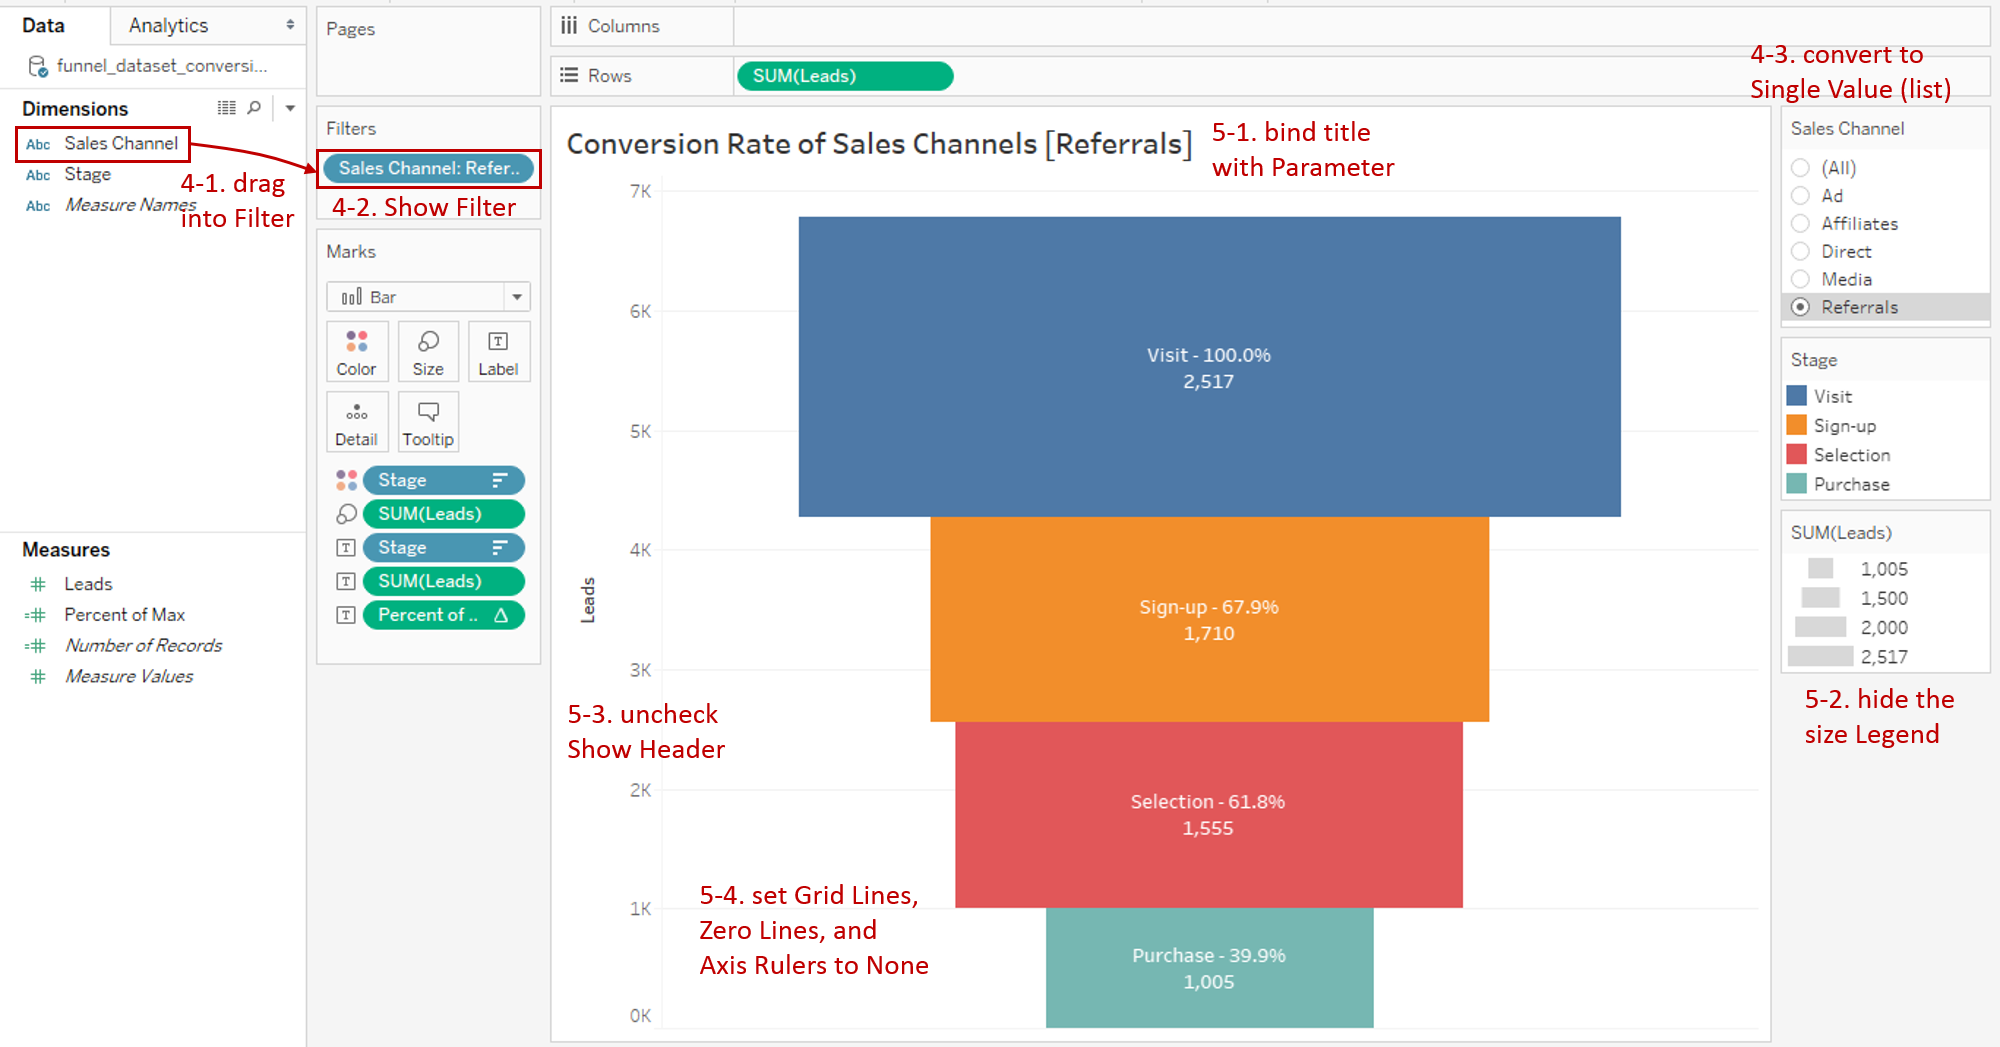 Data
Analytics
funnel_dataset_conversi...
Dimensions
Abc Sales Channel
Abc Stage
Abc Measure Names
4-1. drag
into Filter
Measures
Leads
Percent of Max
Number of Records
Measure Values
Pages
Filters
Sales Channel: Refer..
4-2. Show Filter
Marks
Bar
Color
Size
Label
Detail
Tooltip
Stage
SUM(Leads)
Stage
SUM(Leads)
Percent of ..
Columns
Rows
SUM(Leads)
Conversion Rate of Sales Channels [Referrals]
5-1. bind title
with Parameter
7K
6K
5K
4K
3K
2K
1K
0K
Leads
Visit - 100.0%
2,517
Sign-up - 67.9%
1,710
Selection - 61.8%
1,555
Purchase - 39.9%
1,005
5-3. uncheck
Show Header
5-4. set Grid Lines,
Zero Lines, and
Axis Rulers to None
4-3. convert to
Single Value (list)
Sales Channel
(All)
Ad
Affiliates
Direct
Media
Referrals
Stage
Visit
Sign-up
Selection
Purchase
SUM(Leads)
1,005
1,500
2,000
2,517
5-2. hide the
size Legend